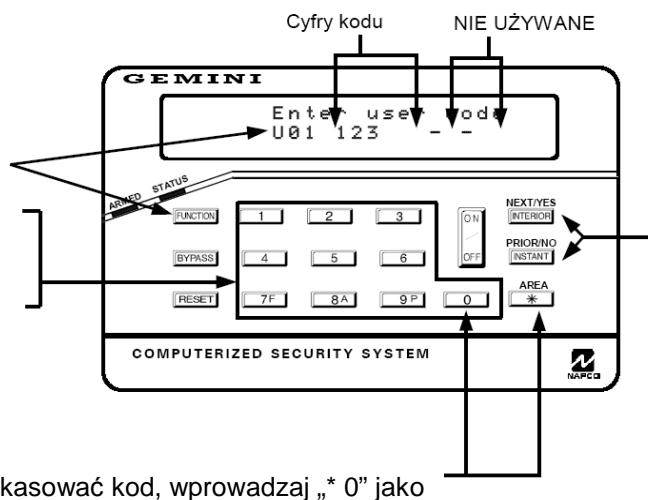 Cyfry kodu NIE UŻYWANE
GEMINI
Enter user code
U01 123 - -
ARMED STATUS
FUNCTION 1 2 3 ON NEXT/YES
INTERIOR
PRIOR/NO
BYPASS 4 5 6 OFF INSTANT
AREA
RESET 7F 8A 9P 0 *
COMPUTERIZED SECURITY SYSTEM
NAPCO
kasować kod, wprowadzaj „* 0” jako